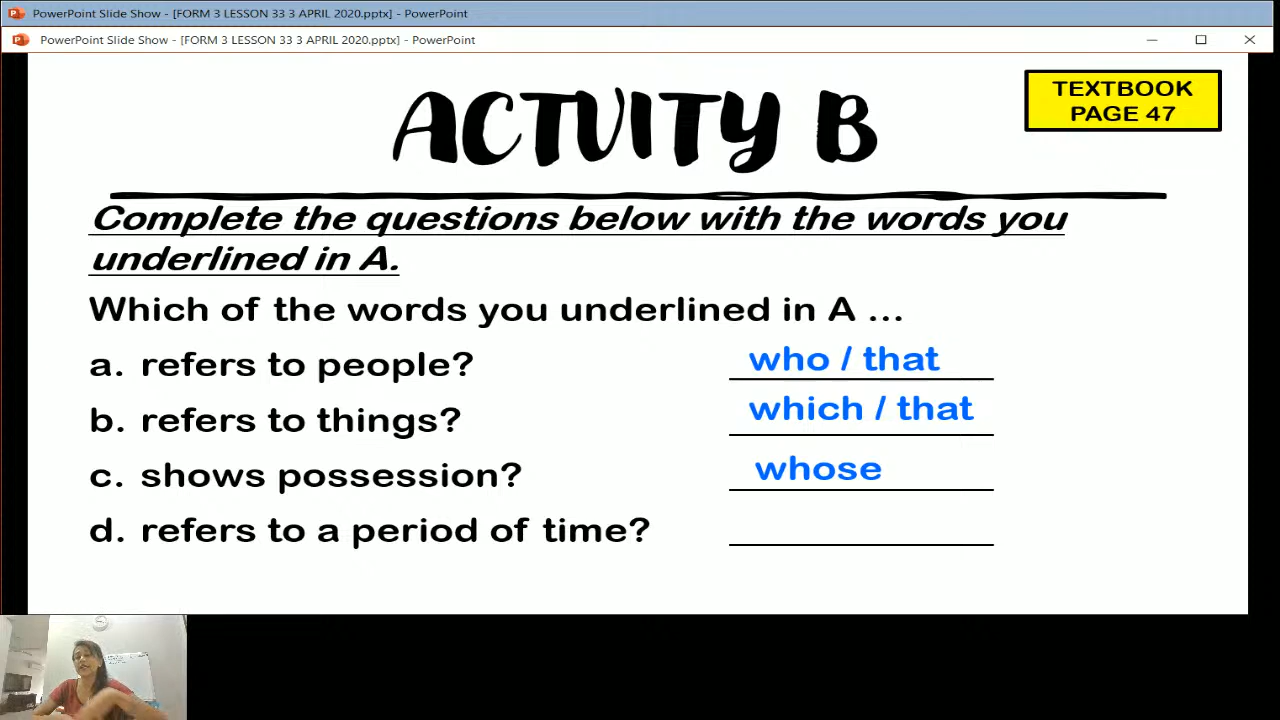 PowerPoint Slide Show - [FORM 3 LESSON 33 3 APRIL 2020.pptx] - PowerPoint
PowerPoint Slide Show - [FORM 3 LESSON 33 3 APRIL 2020.pptx] - PowerPoint
TEXTBOOK
PAGE 47
ACTVITY B
Complete the questions below with the words you
underlined in A.
Which of the words you underlined in A ...
a. refers to people? who / that
b. refers to things? which / that
c. shows possession? whose
d. refers to a period of time?